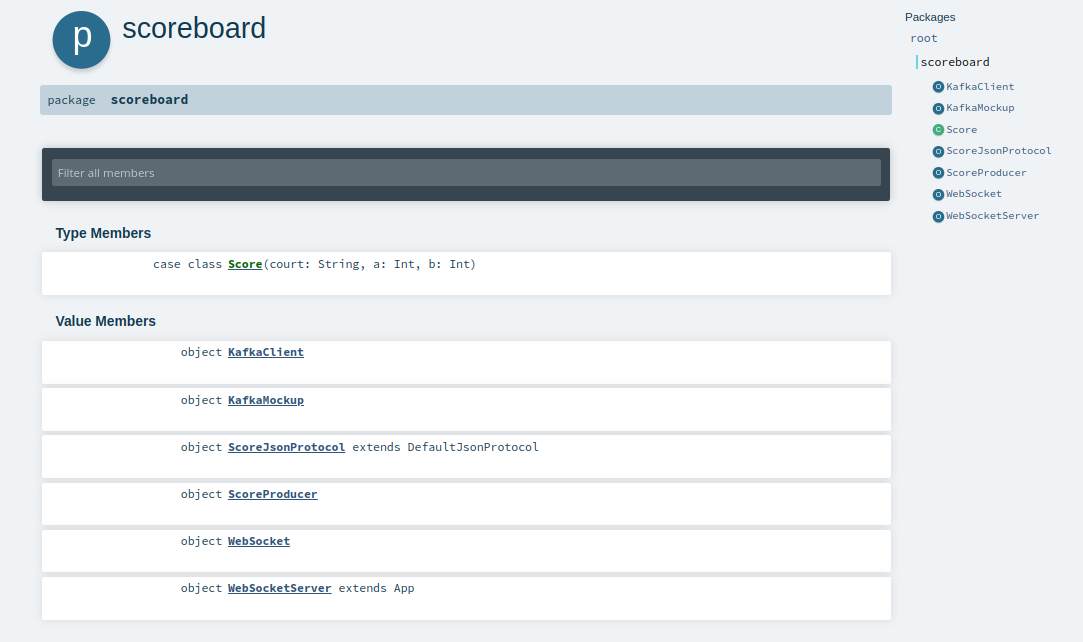 p scoreboard
package scoreboard
Filter all members
Type Members
case class Score(court: String, a: Int, b: Int)
Value Members
object KafkaClient
object KafkaMockup
object ScoreJsonProtocol extends DefaultJsonProtocol
object ScoreProducer
object WebSocket
object WebSocketServer extends App
Packages
root
scoreboard
O KafkaClient
O KafkaMockup
C Score
O ScoreJsonProtocol
O ScoreProducer
O WebSocket
O WebSocketServer